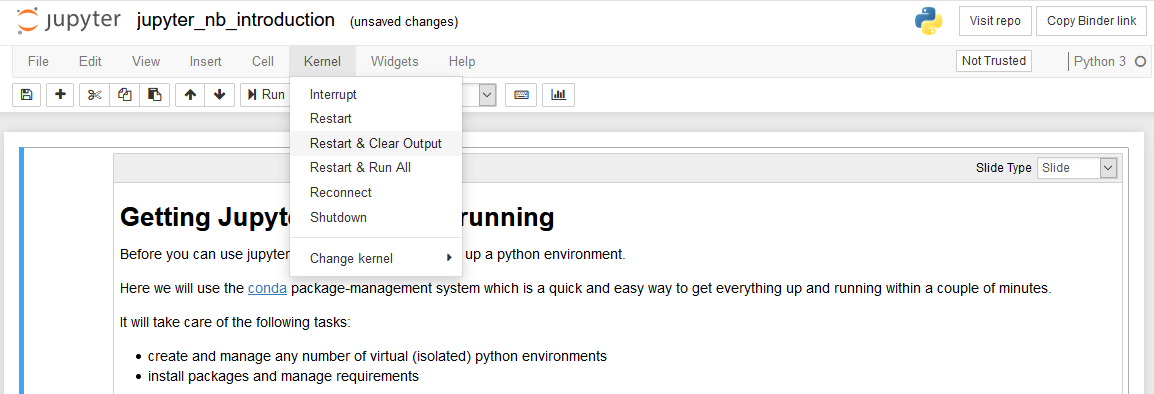 jupyter jupyter_nb_introduction (unsaved changes) Visit repo Copy Binder link
File Edit View Insert Cell Kernel Widgets Help Not Trusted Python 3
Run
Interrupt
Restart
Restart & Clear Output
Restart & Run All
Reconnect
Shutdown
Change kernel
Slide Type Slide
Getting Jupyt running
Before you can use jupyter up a python environment.
Here we will use the conda package-management system which is a quick and easy way to get everything up and running within a couple of minutes.
It will take care of the following tasks:
• create and manage any number of virtual (isolated) python environments
• install packages and manage requirements